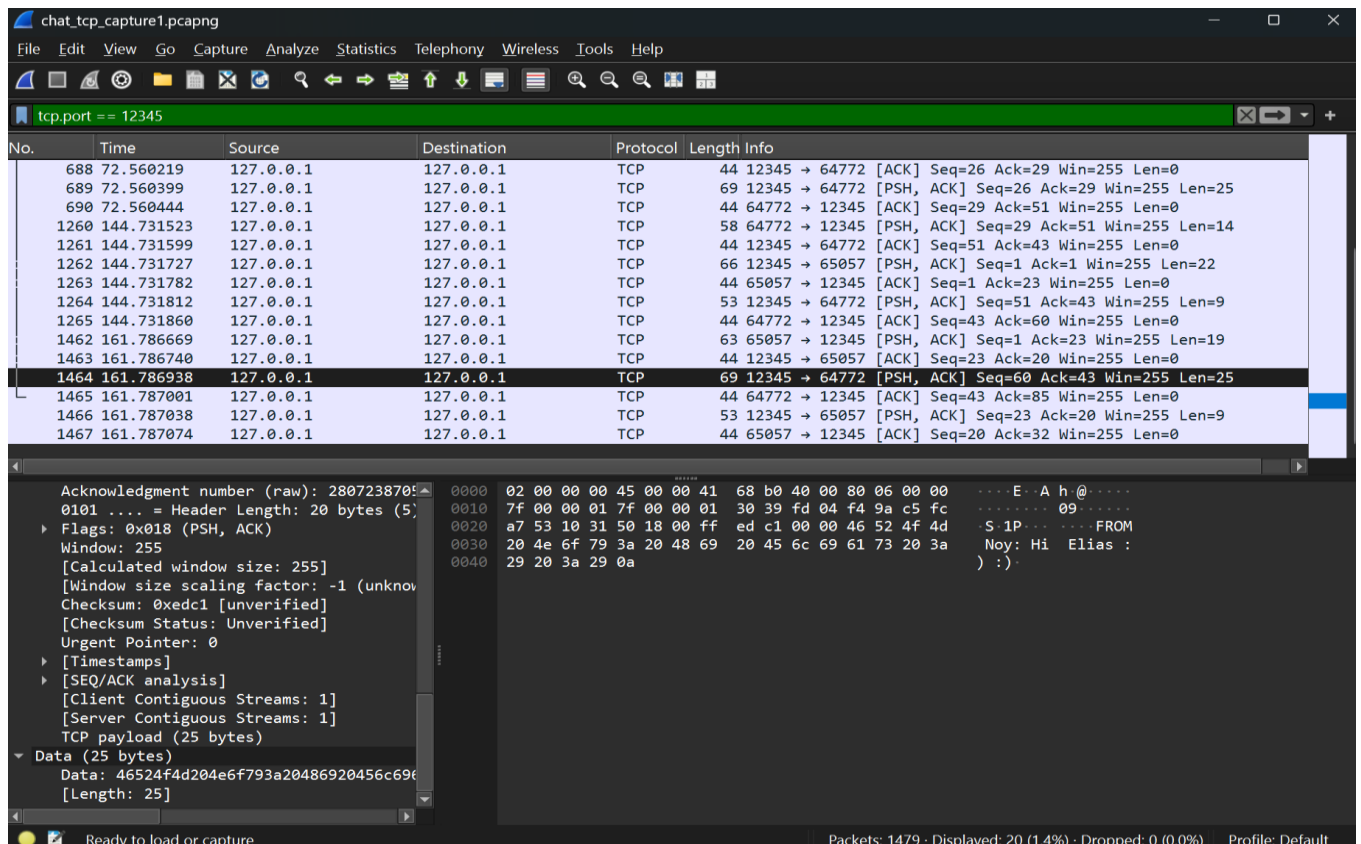 chat_tcp_capture1.pcapng
File Edit View Go Capture Analyze Statistics Telephony Wireless Tools Help
tcp.port == 12345
No. Time Source Destination Protocol Length Info
688 72.560219 127.0.0.1 127.0.0.1 TCP 44 12345 → 64772 [ACK] Seq=26 Ack=29 Win=255 Len=0
689 72.560399 127.0.0.1 127.0.0.1 TCP 69 12345 → 64772 [PSH, ACK] Seq=26 Ack=29 Win=255 Len=25
690 72.560444 127.0.0.1 127.0.0.1 TCP 44 64772 → 12345 [ACK] Seq=29 Ack=51 Win=255 Len=0
1260 144.731523 127.0.0.1 127.0.0.1 TCP 58 64772 → 12345 [PSH, ACK] Seq=29 Ack=51 Win=255 Len=14
1261 144.731599 127.0.0.1 127.0.0.1 TCP 44 12345 → 64772 [ACK] Seq=51 Ack=43 Win=255 Len=0
1262 144.731727 127.0.0.1 127.0.0.1 TCP 66 12345 → 65057 [PSH, ACK] Seq=1 Ack=1 Win=255 Len=22
1263 144.731782 127.0.0.1 127.0.0.1 TCP 44 65057 → 12345 [ACK] Seq=1 Ack=23 Win=255 Len=0
1264 144.731812 127.0.0.1 127.0.0.1 TCP 53 12345 → 64772 [PSH, ACK] Seq=51 Ack=43 Win=255 Len=9
1265 144.731860 127.0.0.1 127.0.0.1 TCP 44 64772 → 12345 [ACK] Seq=43 Ack=60 Win=255 Len=0
1462 161.786669 127.0.0.1 127.0.0.1 TCP 63 65057 → 12345 [PSH, ACK] Seq=1 Ack=23 Win=255 Len=19
1463 161.786740 127.0.0.1 127.0.0.1 TCP 44 12345 → 65057 [ACK] Seq=23 Ack=20 Win=255 Len=0
1464 161.786938 127.0.0.1 127.0.0.1 TCP 69 12345 → 64772 [PSH, ACK] Seq=60 Ack=43 Win=255 Len=25
1465 161.787001 127.0.0.1 127.0.0.1 TCP 44 64772 → 12345 [ACK] Seq=43 Ack=85 Win=255 Len=0
1466 161.787038 127.0.0.1 127.0.0.1 TCP 53 12345 → 65057 [PSH, ACK] Seq=23 Ack=20 Win=255 Len=9
1467 161.787074 127.0.0.1 127.0.0.1 TCP 44 65057 → 12345 [ACK] Seq=20 Ack=32 Win=255 Len=0
Acknowledgment number (raw): 2807238705
0101 .... = Header Length: 20 bytes (5)
Flags: 0x018 (PSH, ACK)
Window: 255
[Calculated window size: 255]
[Window size scaling factor: -1 (unknow
Checksum: 0xedc1 [unverified]
[Checksum Status: Unverified]
Urgent Pointer: 0
[Timestamps]
[SEQ/ACK analysis]
[Client Contiguous Streams: 1]
[Server Contiguous Streams: 1]
TCP payload (25 bytes)
Data (25 bytes)
Data: 46524f4d204e6f793a20486920456c696
[Length: 25]
0000 02 00 00 00 45 00 00 41 68 b0 40 00 80 06 00 00 ····E··A h·@·····
0010 7f 00 00 01 7f 00 00 01 30 39 fd 04 f4 9a c5 fc ········ 09······
0020 a7 53 10 31 50 18 00 ff ed c1 00 00 46 52 4f 4d ·S·1P··· ····FROM
0030 20 4e 6f 79 3a 20 48 69 20 45 6c 69 61 73 20 3a Noy: Hi Elias :
0040 29 20 3a 29 0a ) :)·
Ready to load or capture
Packets: 1479 · Displayed: 20 (1.4%) · Dropped: 0 (0.0%) Profile: Default